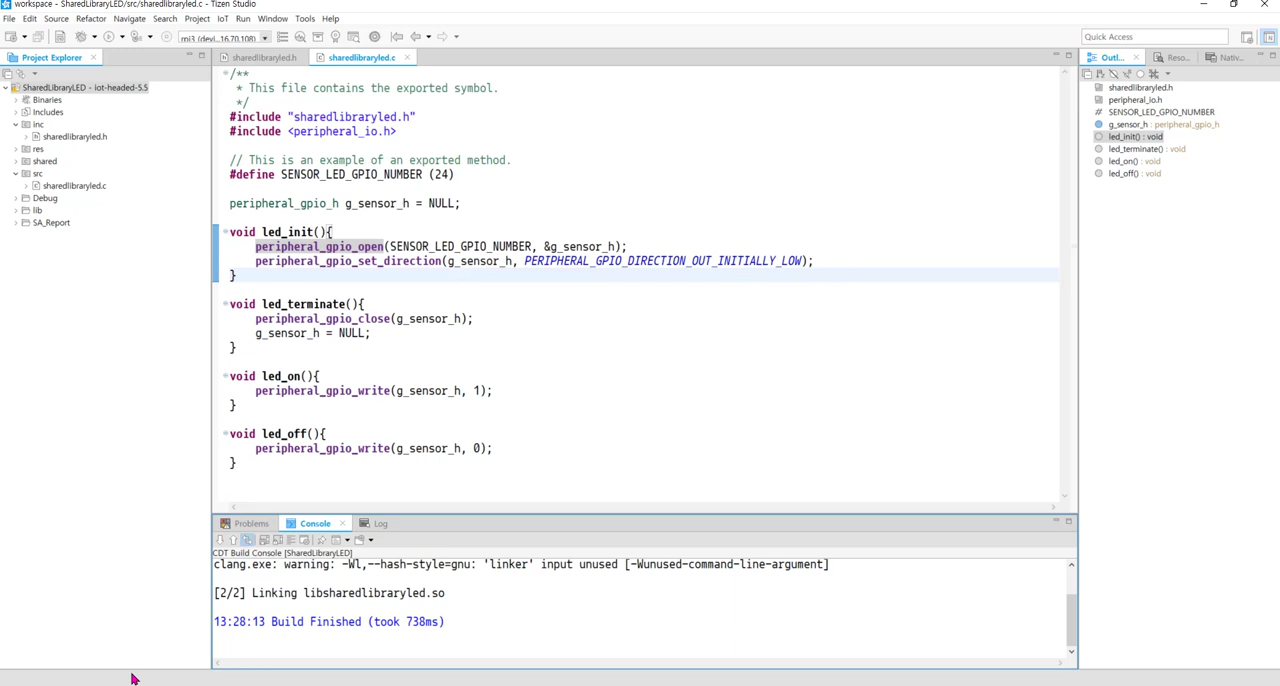 workspace - SharedLibraryLED/src/sharedlibraryled.c - Tizen Studio
File Edit Source Refactor Navigate Search Project IoT Run Window Tools Help
rpi3 (devi...16.70.108) Quick Access
Project Explorer
SharedLibraryLED - iot-headed-5.5
Binaries
Includes
inc
sharedlibraryled.h
res
shared
src
sharedlibraryled.c
Debug
lib
SA_Report
sharedlibraryled.h sharedlibraryled.c
/**
* This file contains the exported symbol.
*/
#include "sharedlibraryled.h"
#include <peripheral_io.h>
// This is an example of an exported method.
#define SENSOR_LED_GPIO_NUMBER (24)
peripheral_gpio_h g_sensor_h = NULL;
void led_init(){
peripheral_gpio_open(SENSOR_LED_GPIO_NUMBER, &g_sensor_h);
peripheral_gpio_set_direction(g_sensor_h, PERIPHERAL_GPIO_DIRECTION_OUT_INITIALLY_LOW);
}
void led_terminate(){
peripheral_gpio_close(g_sensor_h);
g_sensor_h = NULL;
}
void led_on(){
peripheral_gpio_write(g_sensor_h, 1);
}
void led_off(){
peripheral_gpio_write(g_sensor_h, 0);
}
Problems Console Log
CDT Build Console [SharedLibraryLED]
clang.exe: warning: -Wl,--hash-style=gnu: 'linker' input unused [-Wunused-command-line-argument]
[2/2] Linking libsharedlibraryled.so
13:28:13 Build Finished (took 738ms)
Outl... Reso... Nativ...
sharedlibraryled.h
peripheral_io.h
# SENSOR_LED_GPIO_NUMBER
g_sensor_h : peripheral_gpio_h
led_init() : void
led_terminate() : void
led_on() : void
led_off() : void